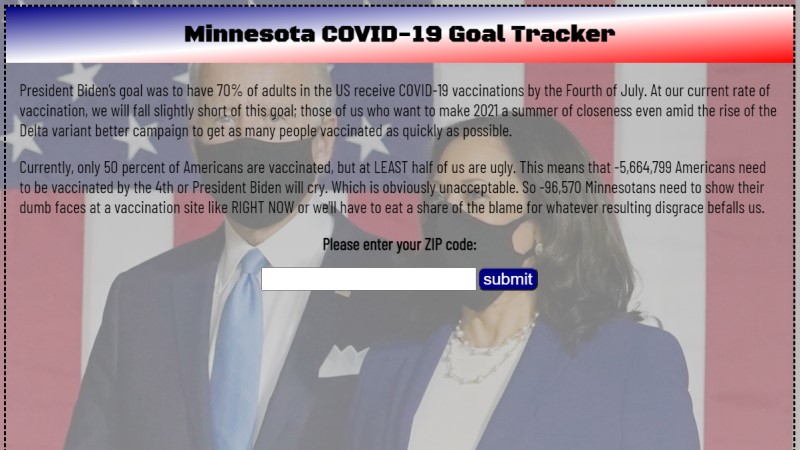 Minnesota COVID-19 Goal Tracker
President Biden's goal was to have 70% of adults in the US receive COVID-19 vaccinations by the Fourth of July. At our current rate of
vaccination, we will fall slightly short of this goal; those of us who want to make 2021 a summer of closeness even amid the rise of the
Delta variant better campaign to get as many people vaccinated as quickly as possible.
Currently, only 50 percent of Americans are vaccinated, but at LEAST half of us are ugly. This means that ~5,664,799 Americans need
to be vaccinated by the 4th or President Biden will cry. Which is obviously unacceptable. So ~96,570 Minnesotans need to show their
dumb faces at a vaccination site like RIGHT NOW or we'll have to eat a share of the blame for whatever resulting disgrace befalls us.
Please enter your ZIP code:
submit